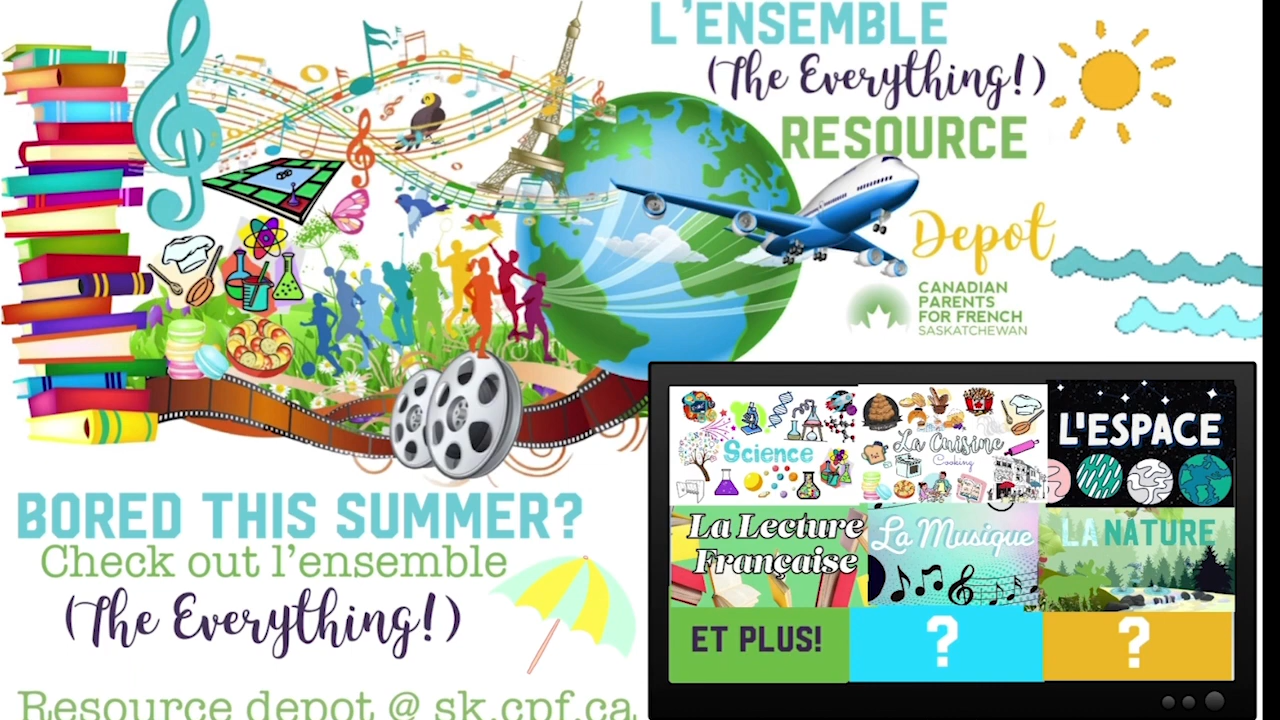 L'ENSEMBLE
(The Everything!)
RESOURCE
Depot
CANADIAN
PARENTS
FOR FRENCH
SASKATCHEWAN
BORED THIS SUMMER?
Check out l'ensemble
(The Everything!)
Resource depot @ sk.cpf.ca
Science
La Cuisine
Cooking
L'ESPACE
La Lecture
Française
La Musique
LA NATURE
ET PLUS!
?
?